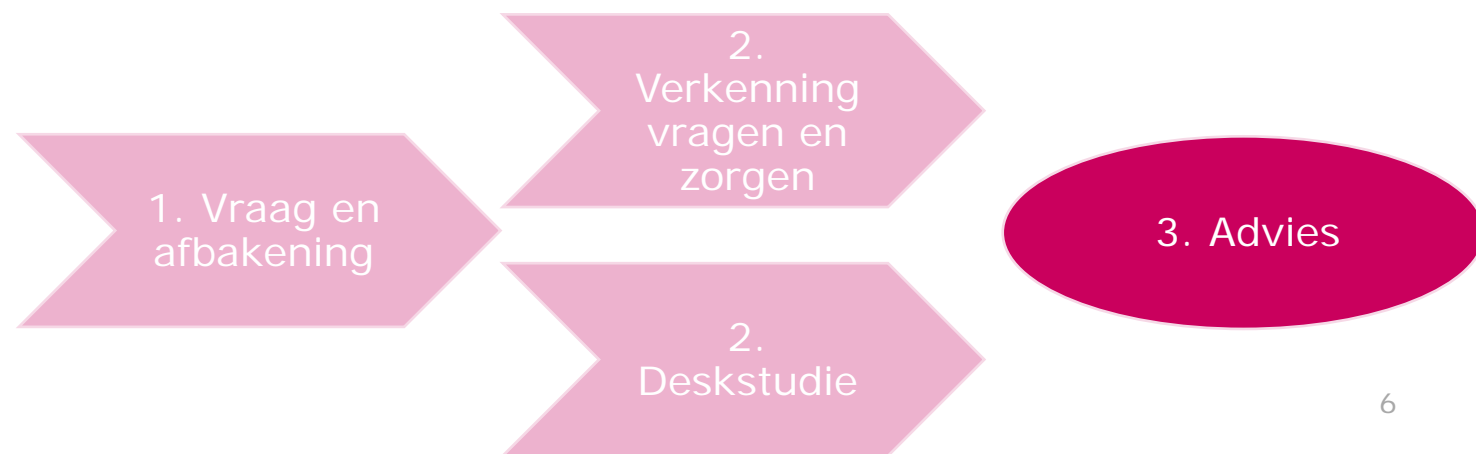 1. Vraag en
afbakening
2.
Verkenning
vragen en
zorgen
2.
Deskstudie
3. Advies
6